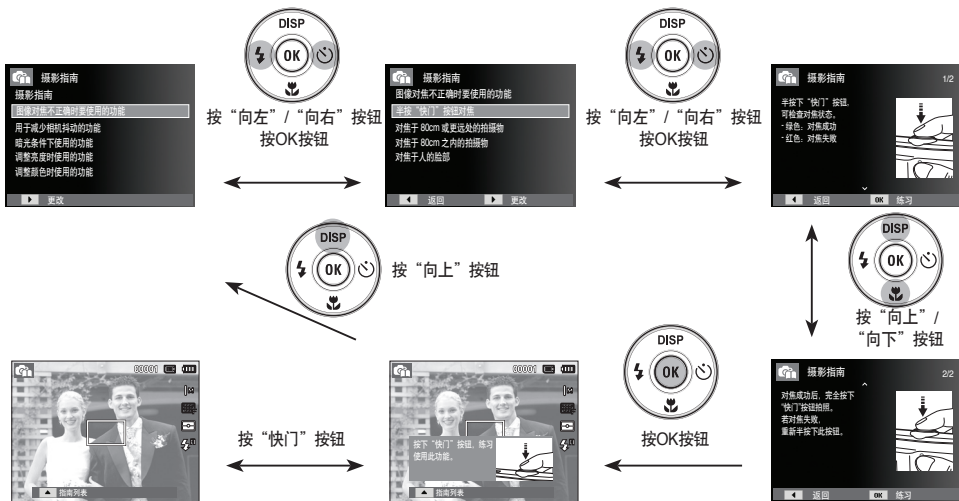 DISP
OK
DISP
OK
摄影指南
摄影指南
图像对焦不正确时要使用的功能
用于减少相机抖动的功能
暗光条件下使用的功能
调整亮度时使用的功能
调整颜色时使用的功能
更改
按“向左”/“向右”按钮
按OK按钮
摄影指南
图像对焦不正确时要使用的功能
半按“快门”按钮对焦
对焦于 80cm 或更远处的拍摄物
对焦于 80cm 之内的拍摄物
对焦于人的脸部
返回
更改
按“向左”/“向右”按钮
按OK按钮
摄影指南
1/2
半按下“快门”按钮,
可检查对焦状态。
- 绿色：对焦成功
- 红色：对焦失败
返回
OK
练习
DISP
OK
按“向上”按钮
DISP
OK
按“向上”/
“向下”按钮
00001
指南列表
按“快门”按钮
00001
按下“快门”按钮, 练习
使用此功能。
指南列表
DISP
OK
按OK按钮
摄影指南
2/2
对焦成功后, 完全按下
“快门”按钮拍照。
若对焦失败,
重新半按下此按钮。
返回
OK
练习